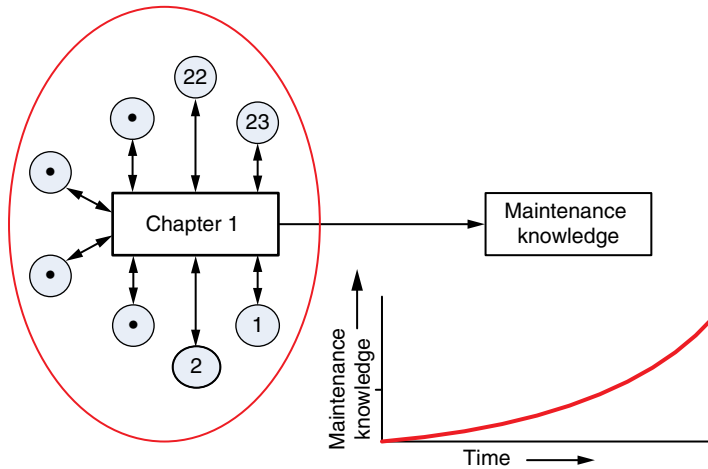 22
23
Chapter 1
Maintenance
knowledge
1
2
Maintenance
knowledge
Time